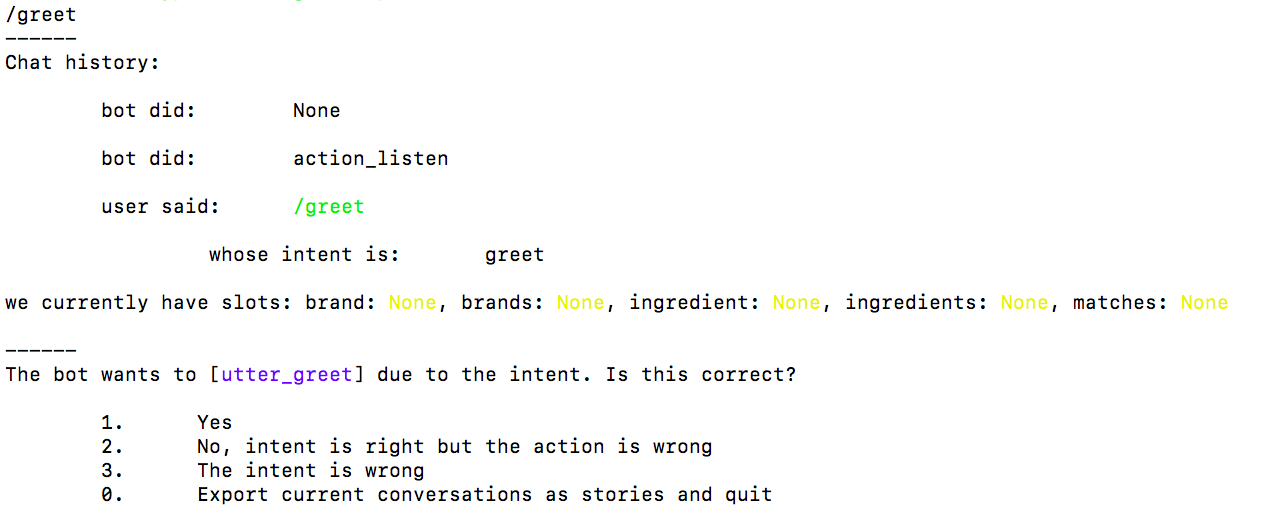 /greet
------
Chat history:
bot did: None
bot did: action_listen
user said: /greet
whose intent is: greet
we currently have slots: brand: None, brands: None, ingredient: None, ingredients: None, matches: None
------
The bot wants to [utter_greet] due to the intent. Is this correct?
1. Yes
2. No, intent is right but the action is wrong
3. The intent is wrong
0. Export current conversations as stories and quit